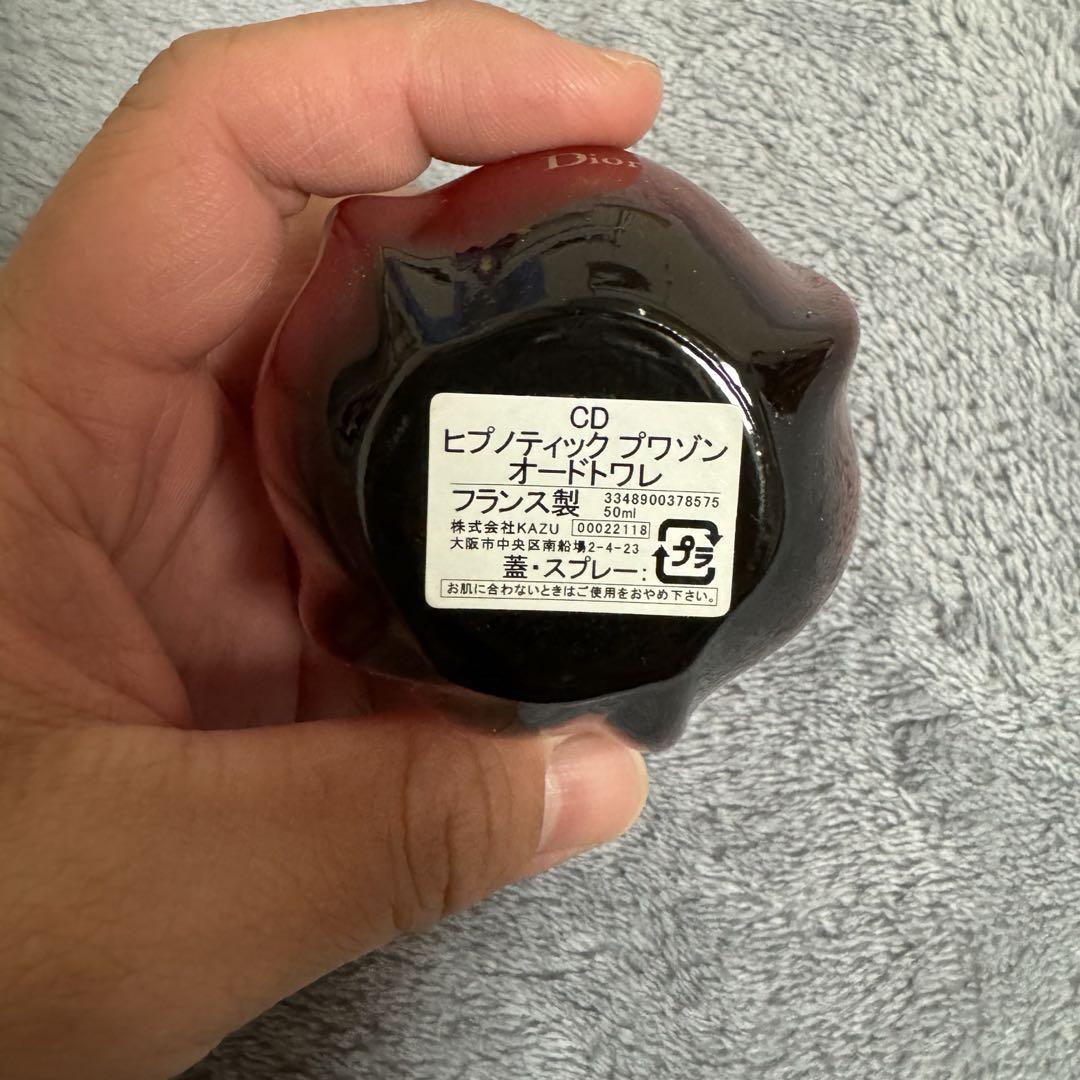 Dior
CD
ヒプノティック プワゾン
オードトワレ
フランス製 3348900378575
50ml
株式会社KAZU 00022118
大阪市中央区南船場2-4-23
蓋・スプレー: プラ
お肌に合わないときはご使用をおやめ下さい。